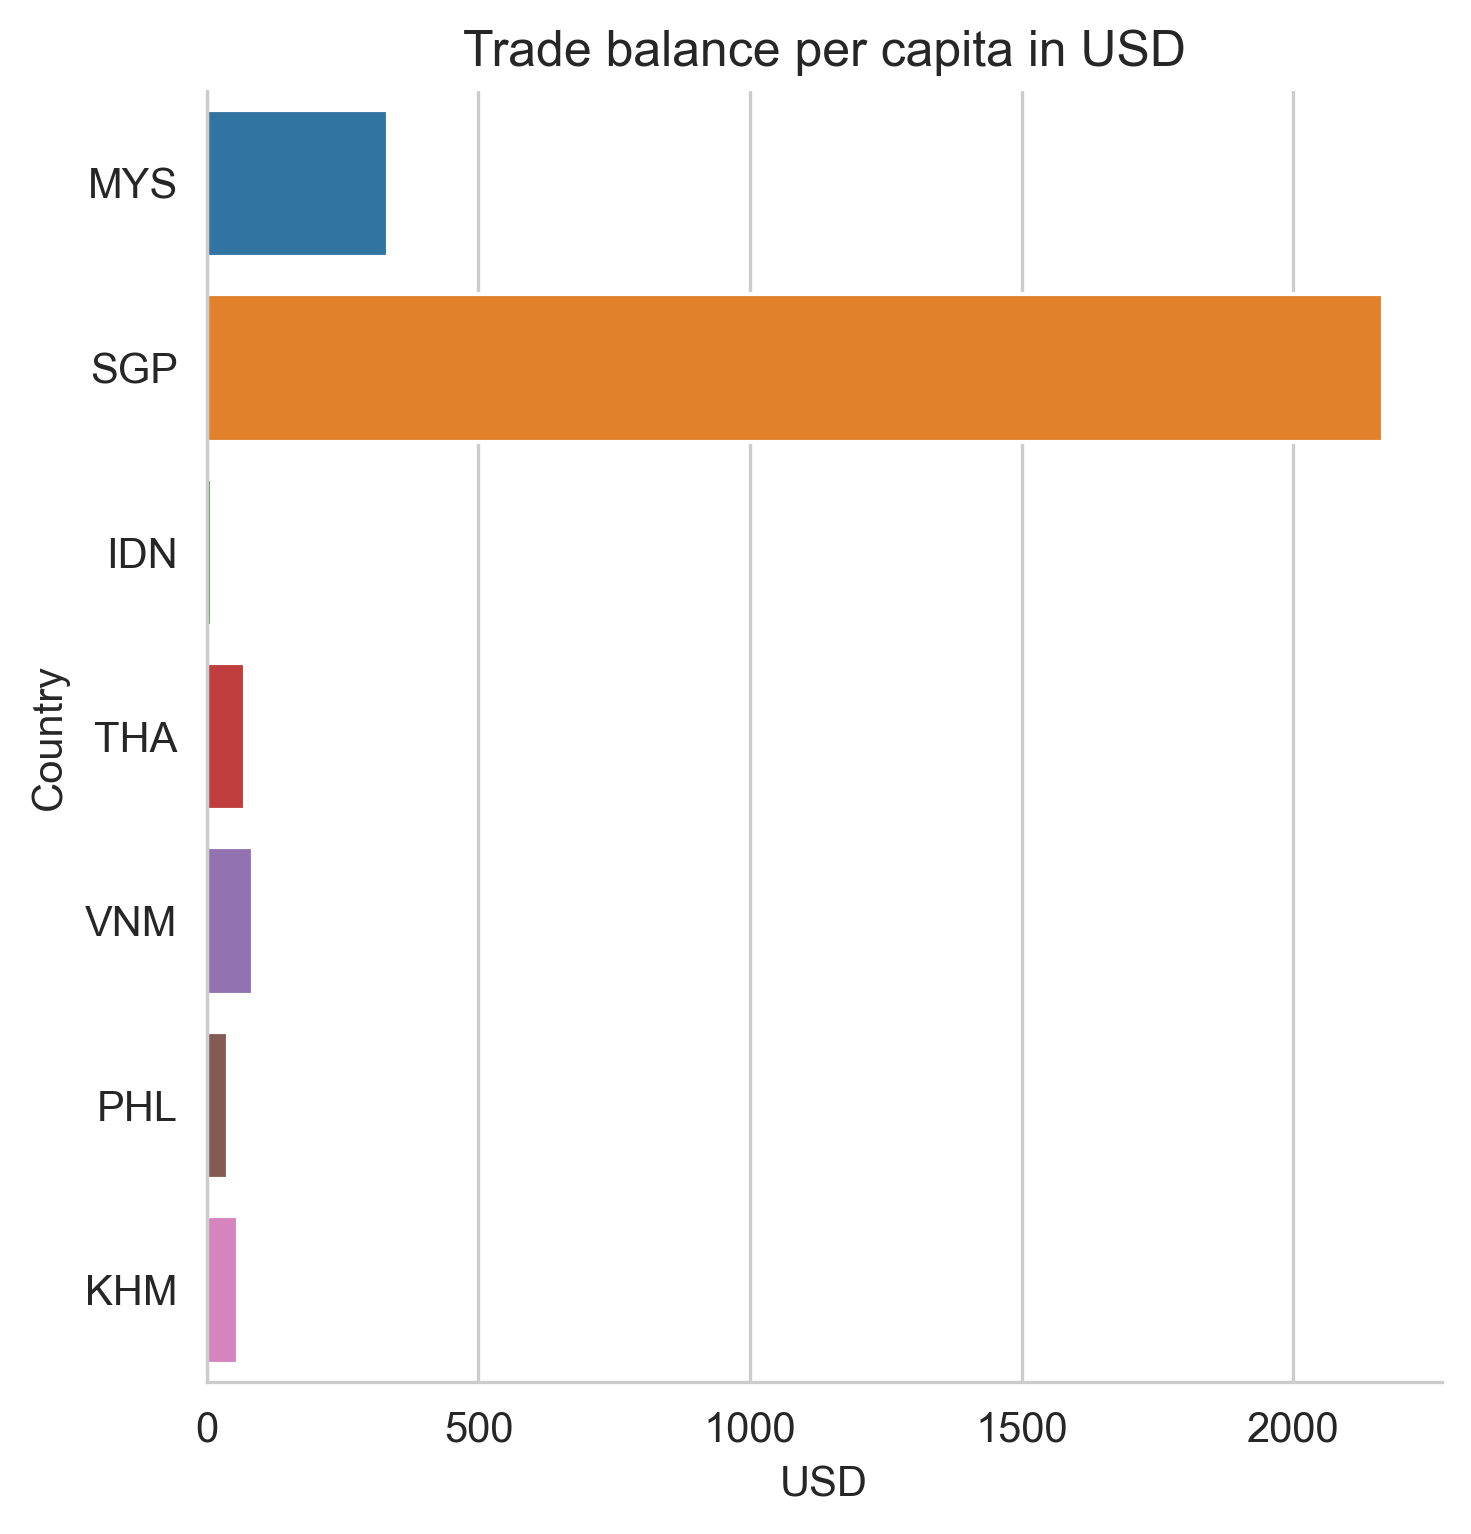 Trade balance per capita in USD
MYS
SGP
IDN
THA
VNM
PHL
KHM
Country
0 500 1000 1500 2000
USD